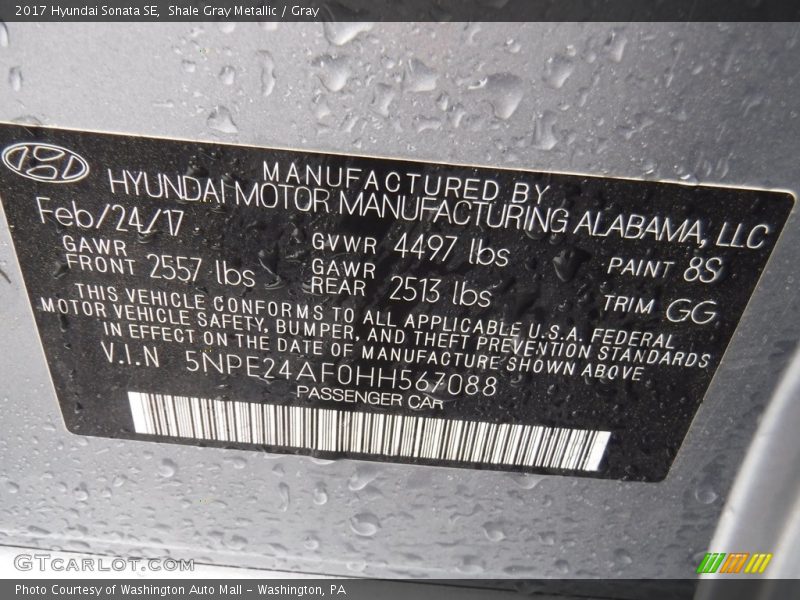 2017 Hyundai Sonata SE,  Shale Gray Metallic / Gray
MANUFACTURED BY
HYUNDAI MOTOR MANUFACTURING ALABAMA, LLC
Feb/24/17
GAWR FRONT 2557 lbs
GVWR 4497 lbs
GAWR REAR 2513 lbs
PAINT 8S
TRIM GG
THIS VEHICLE CONFORMS TO ALL APPLICABLE U.S.A. FEDERAL
MOTOR VEHICLE SAFETY, BUMPER, AND THEFT PREVENTION STANDARDS
IN EFFECT ON THE DATE OF MANUFACTURE SHOWN ABOVE
V.I.N 5NPE24AF0HH567088
PASSENGER CAR
GTCarLot.com
Photo Courtesy of Washington Auto Mall - Washington, PA